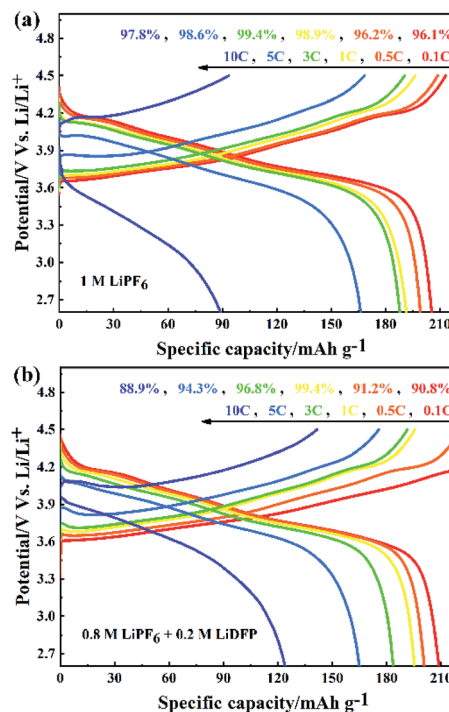 (a)
97.8%, 98.6%, 99.4%, 98.9%, 96.2%, 96.1%
10C, 5C, 3C, 1C, 0.5C, 0.1C
4.8
4.5
4.2
3.9
3.6
3.3
3.0
2.7
Potential/V Vs. Li/Li+
1 M LiPF6
0 30 60 90 120 150 180 210
Specific capacity/mAh g-1
(b)
88.9%, 94.3%, 96.8%, 99.4%, 91.2%, 90.8%
10C, 5C, 3C, 1C, 0.5C, 0.1C
4.8
4.5
4.2
3.9
3.6
3.3
3.0
2.7
Potential/V Vs. Li/Li+
0.8 M LiPF6 + 0.2 M LiDFP
0 30 60 90 120 150 180 210
Specific capacity/mAh g-1